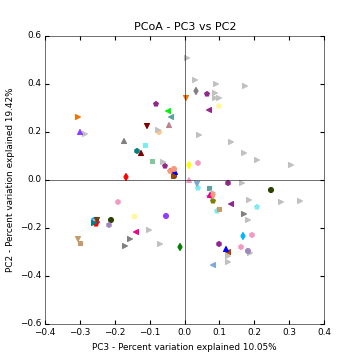 PCoA - PC3 vs PC2
0.6
0.4
0.2
0.0
−0.2
−0.4
−0.6
PC2 - Percent variation explained 19.42%
−0.4 −0.3 −0.2 −0.1 0.0 0.1 0.2 0.3 0.4
PC3 - Percent variation explained 10.05%